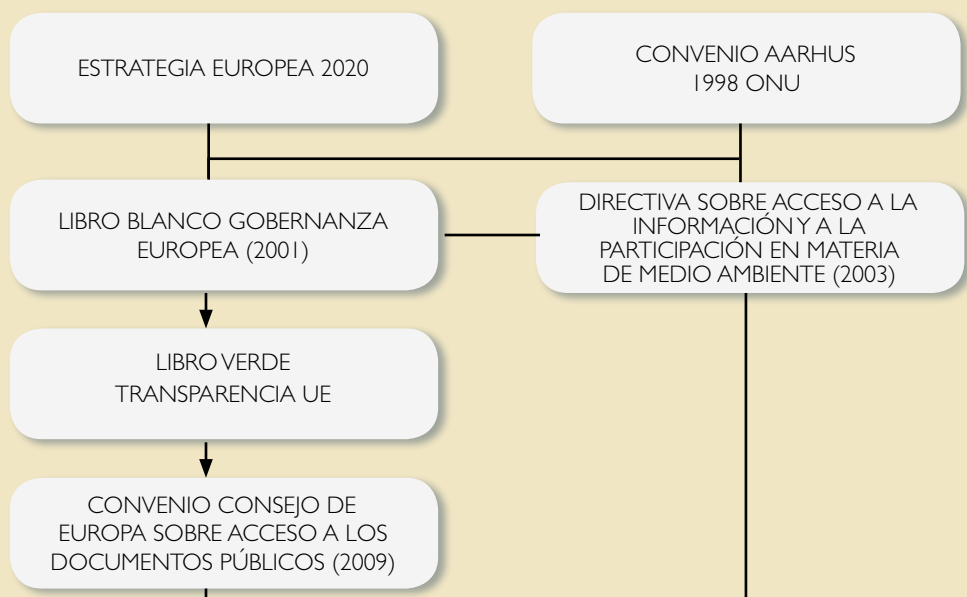 ESTRATEGIA EUROPEA 2020
CONVENIO AARHUS
1998 ONU
LIBRO BLANCO GOBERNANZA
EUROPEA (2001)
DIRECTIVA SOBRE ACCESO A LA
INFORMACIÓN Y A LA
PARTICIPACIÓN EN MATERIA
DE MEDIO AMBIENTE (2003)
LIBRO VERDE
TRANSPARENCIA UE
CONVENIO CONSEJO DE
EUROPA SOBRE ACCESO A LOS
DOCUMENTOS PÚBLICOS (2009)